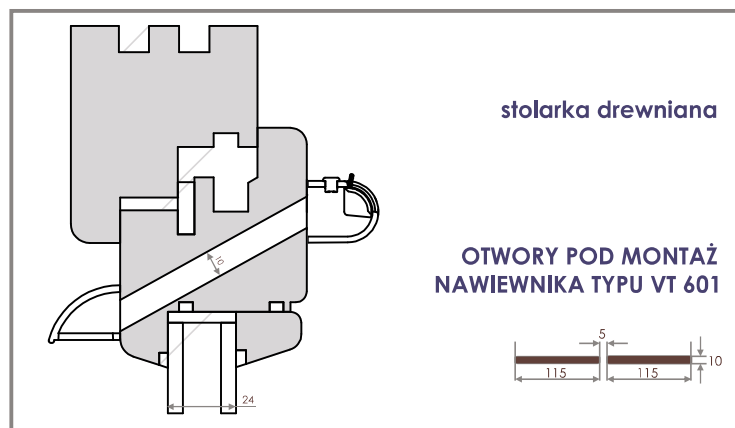 stolarka drewniana
OTWORY POD MONTAŻ
NAWIEWNIKA TYPU VT 601
10
24
5
10
115
115